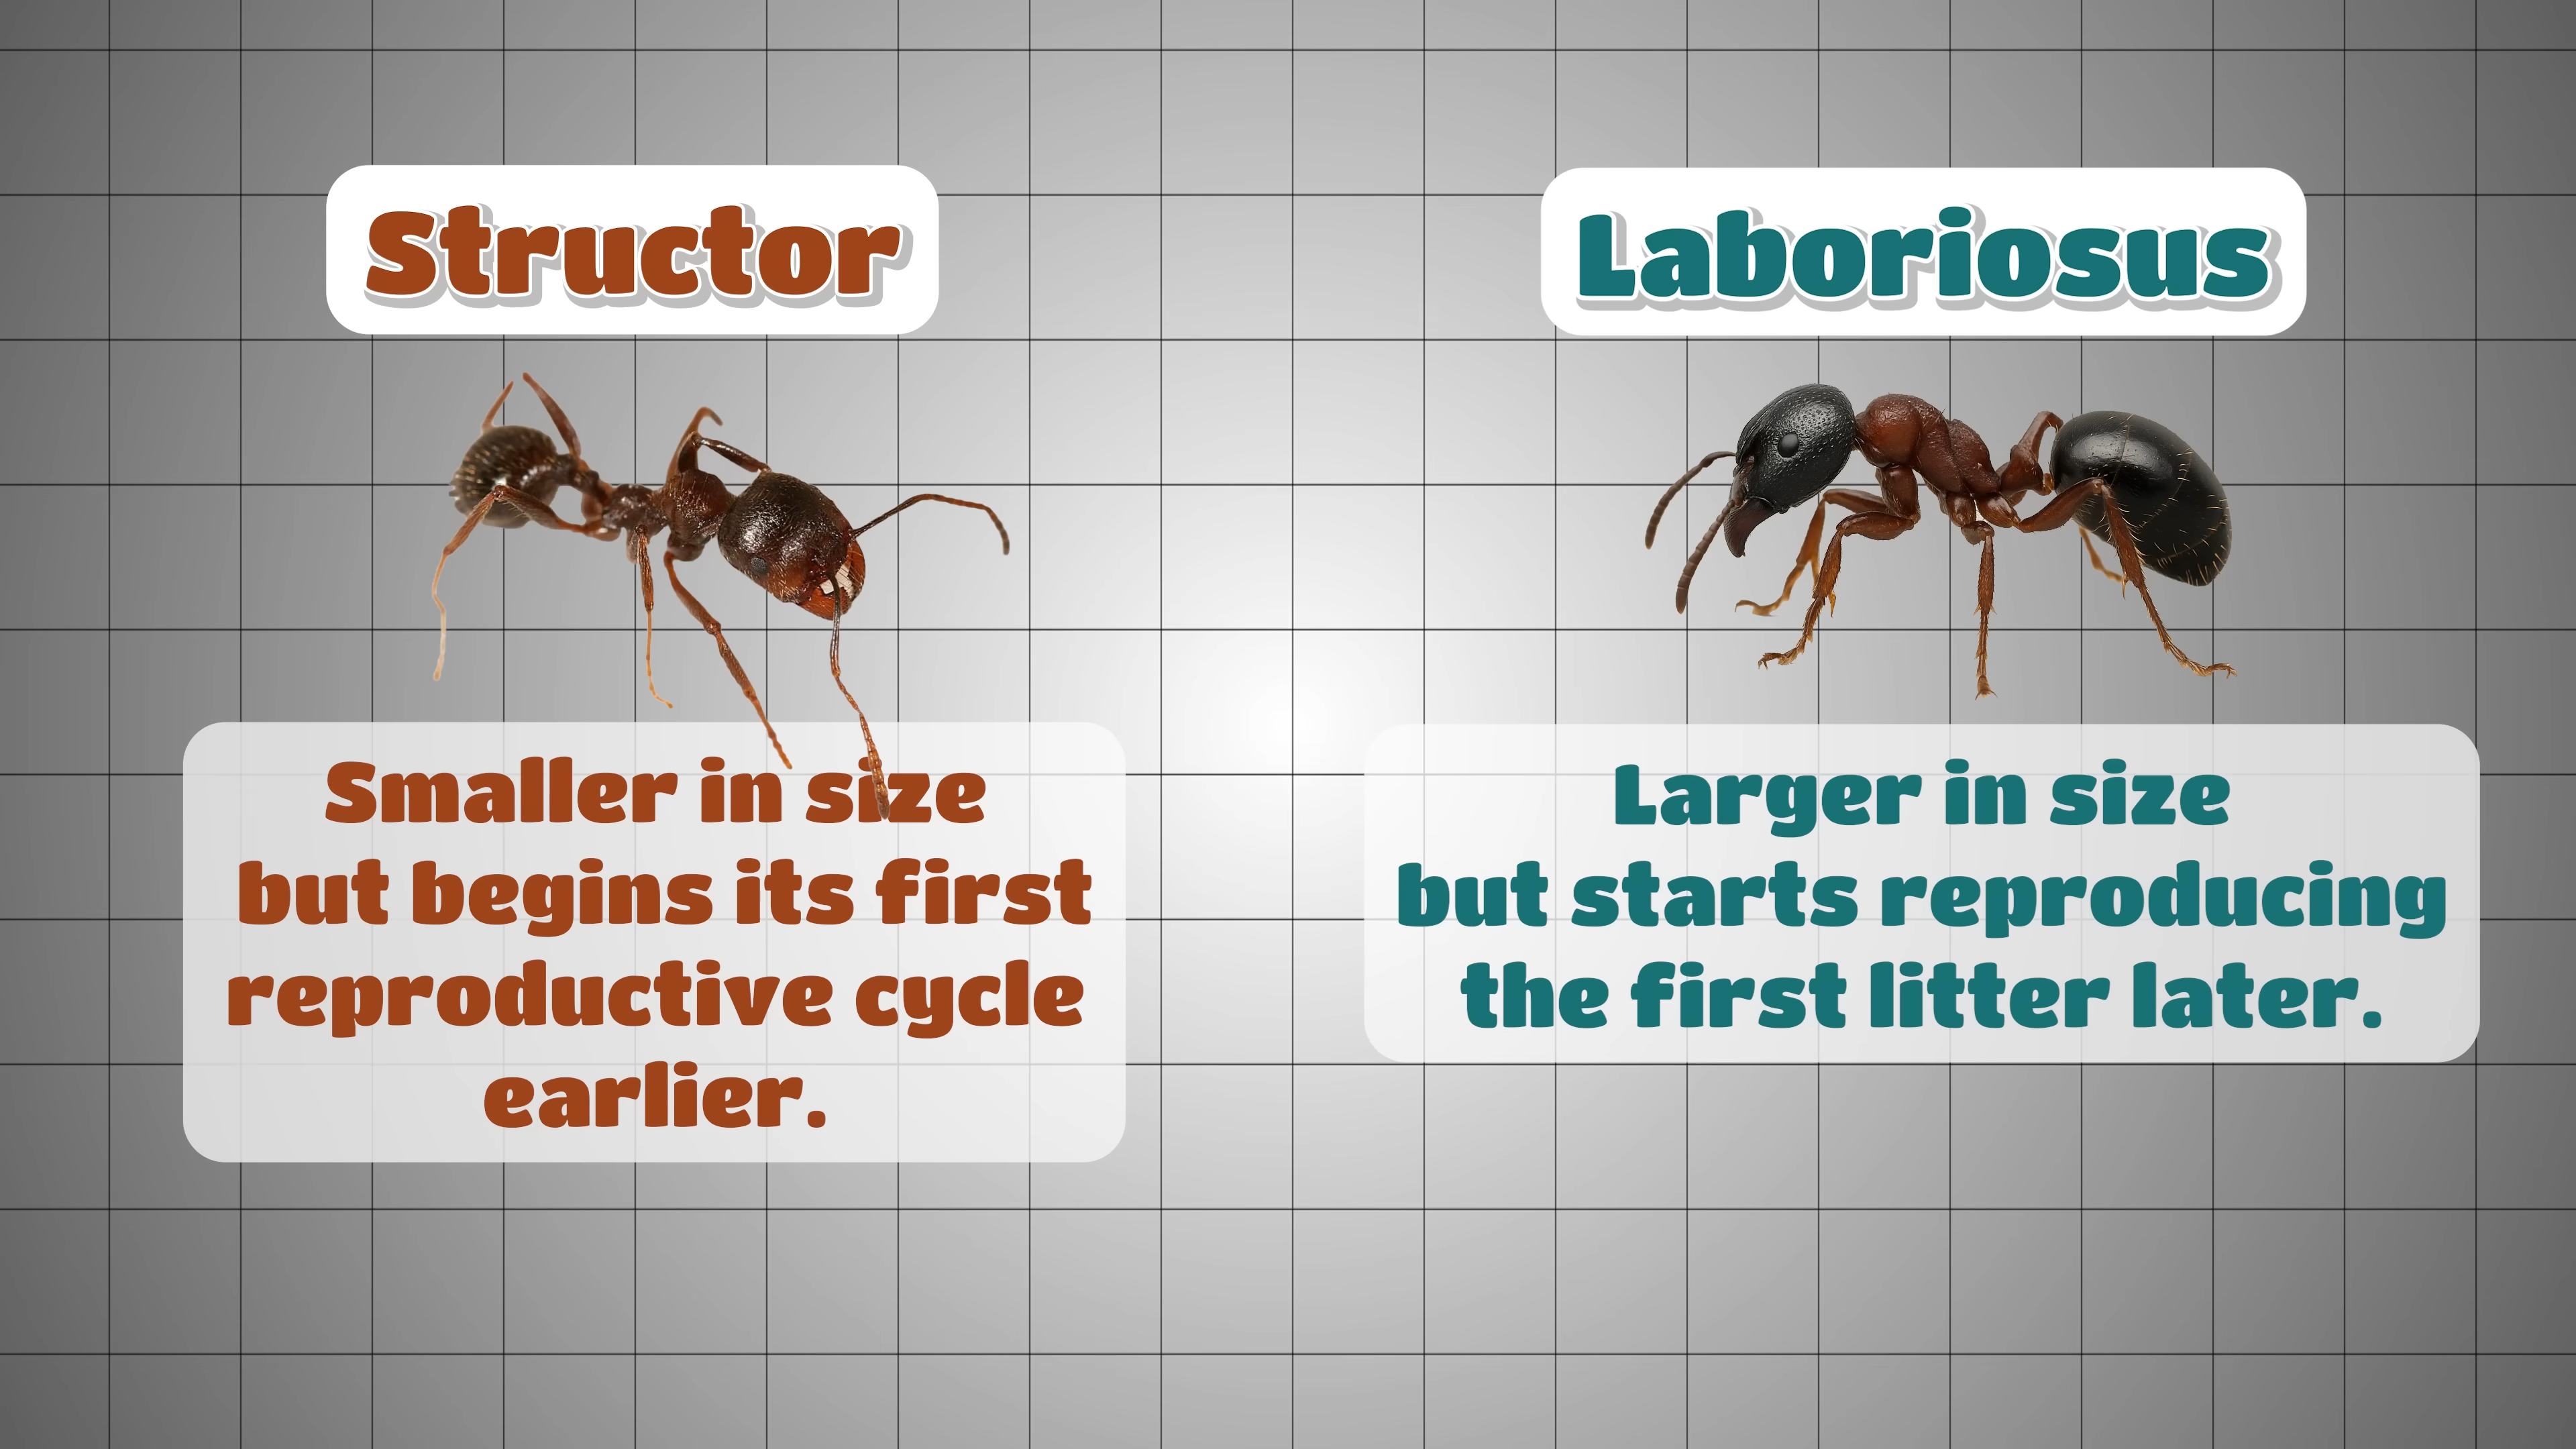 Structor
Smaller in size
but begins its first
reproductive cycle
earlier.
Laboriosus
Larger in size
but starts reproducing
the first litter later.